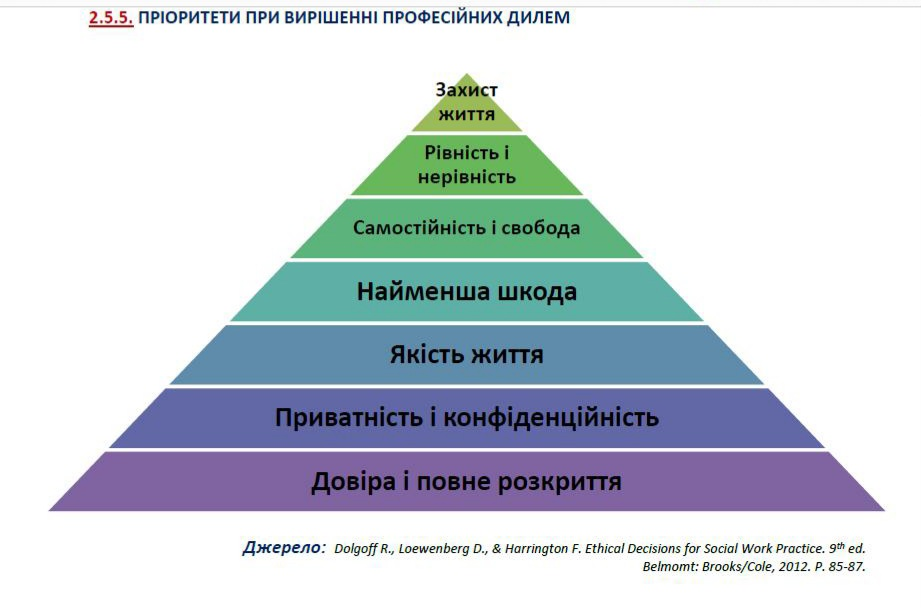 2.5.5. ПРІОРИТЕТИ ПРИ ВИРІШЕННІ ПРОФЕСІЙНИХ ДИЛЕМ
Захист
життя
Рівність і
нерівність
Самостійність і свобода
Найменша шкода
Якість життя
Приватність і конфіденційність
Довіра і повне розкриття
Джерело: Dolgoff R., Loewenberg D., & Harrington F. Ethical Decisions for Social Work Practice. 9th ed.
Belmomt: Brooks/Cole, 2012. P. 85-87.